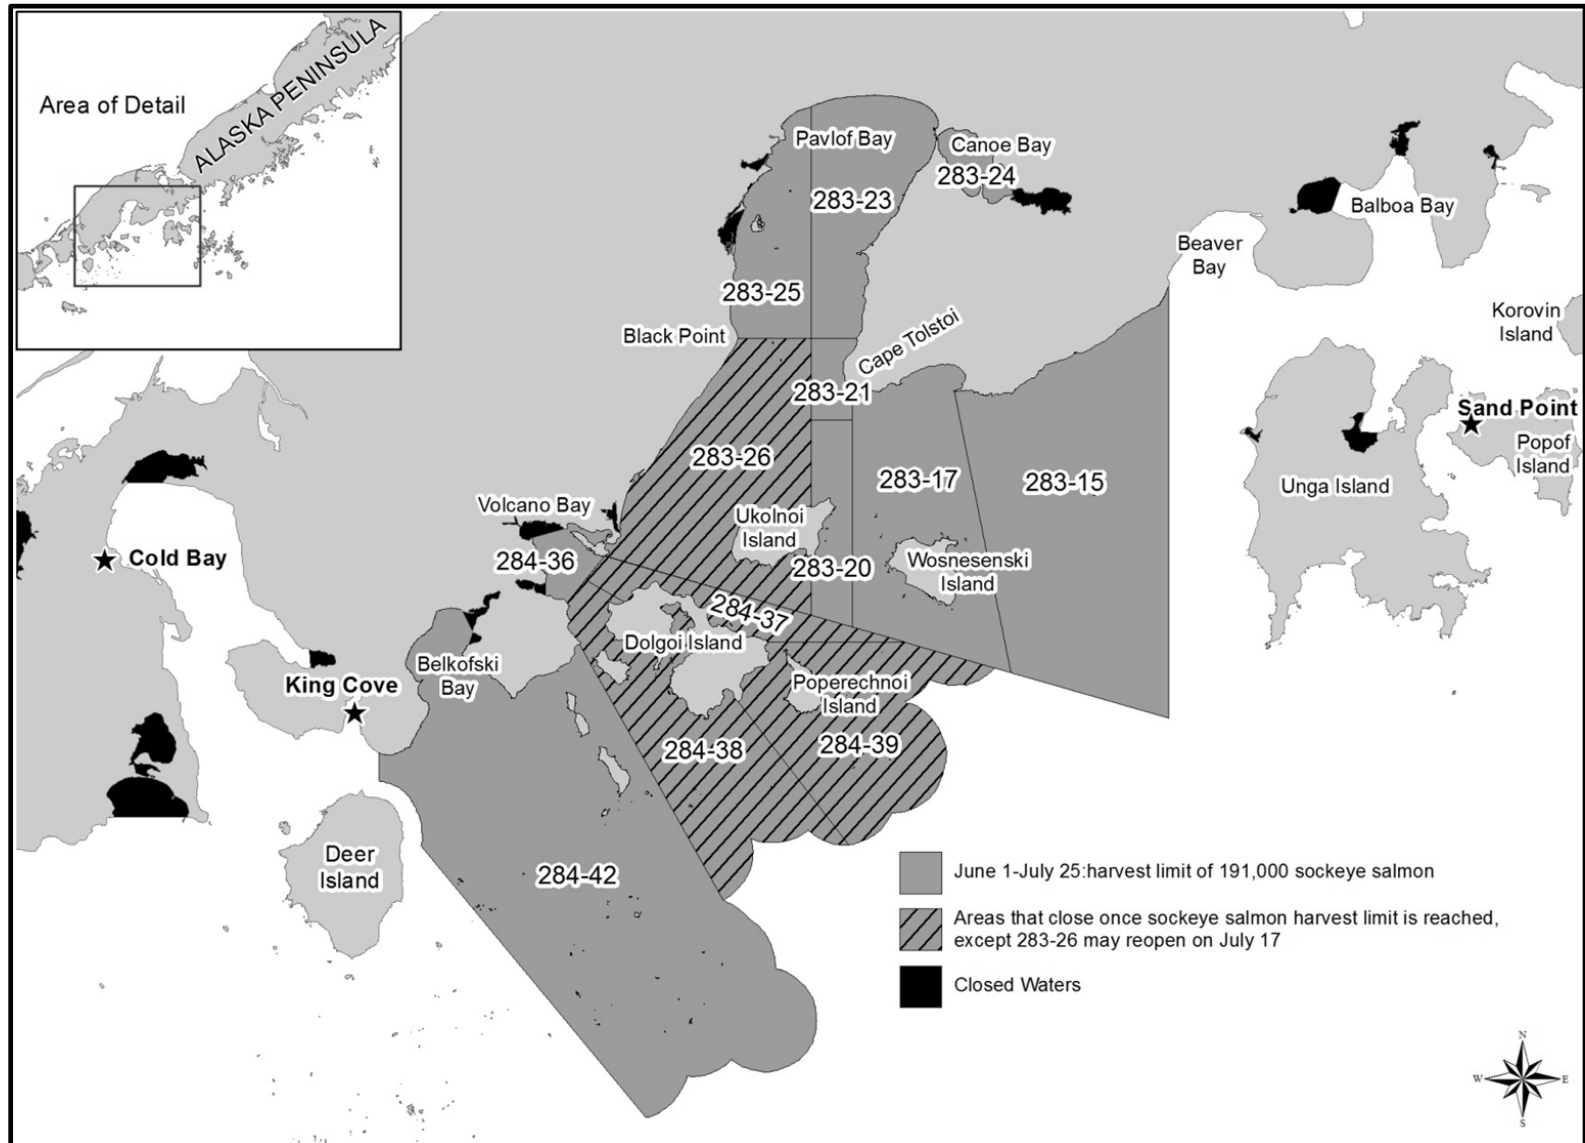 Area of Detail
ALASKA PENINSULA
Pavlof Bay
Canoe Bay
283-24
283-23
Balboa Bay
Beaver
Bay
283-25
Korovin
Island
Black Point
Cape Tolstoi
283-21
Sand Point
Popof
Island
283-26
283-17
283-15
Unga Island
Volcano Bay
Ukolnoi
Island
Cold Bay
284-36
283-20
Wosnesenski
Island
284-37
Dolgoi Island
Belkofski
Bay
King Cove
Poperechnoi
Island
284-38
284-39
Deer
Island
284-42
June 1-July 25:harvest limit of 191,000 sockeye salmon
Areas that close once sockeye salmon harvest limit is reached,
except 283-26 may reopen on July 17
Closed Waters
N
W
E
S